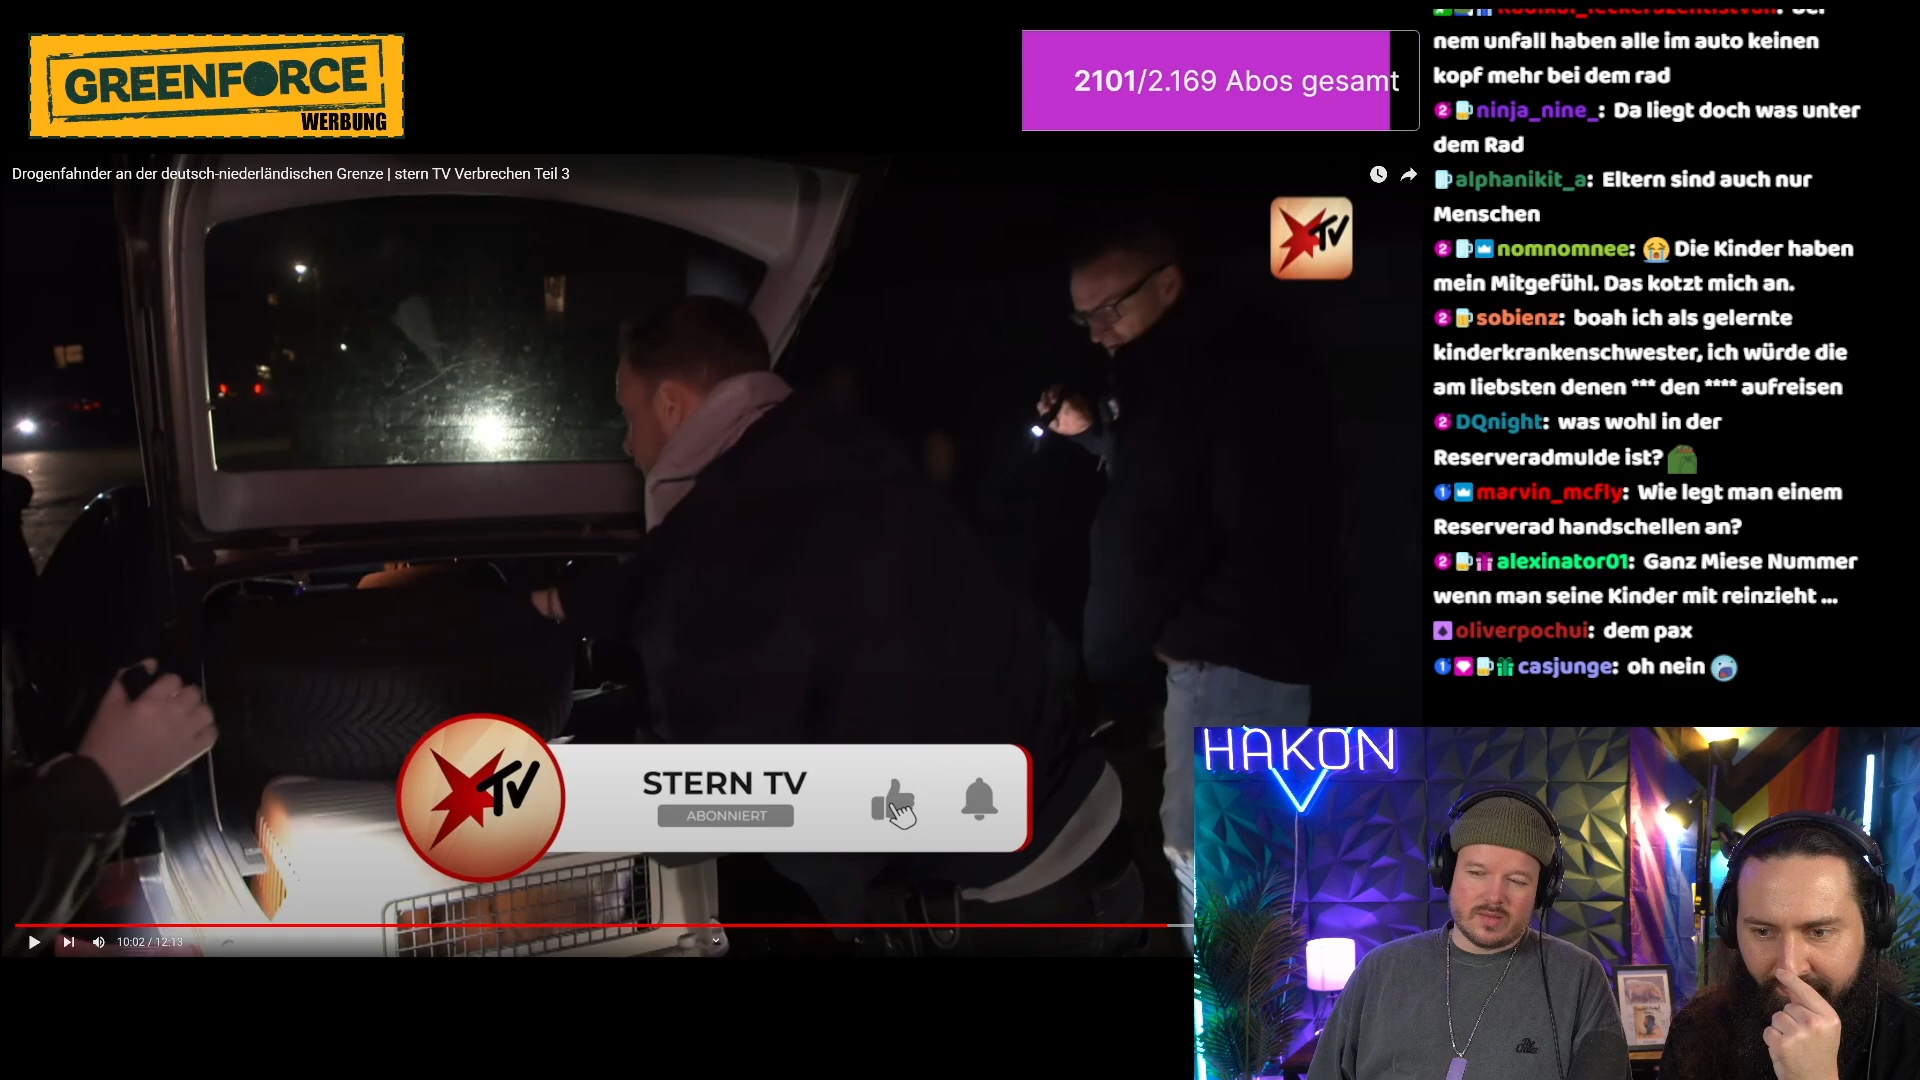 GREENFORCE
WERBUNG
2101/2.169 Abos gesamt
Drogenfahnder an der deutsch-niederländischen Grenze | stern TV Verbrechen Teil 3
TV
TV
STERN TV
ABONNIERT
10:02 / 12:13
nem unfall haben alle im auto keinen
kopf mehr bei dem rad
ninja_nine_: Da liegt doch was unter
dem Rad
alphanikit_a: Eltern sind auch nur
Menschen
nomnomnee: Die Kinder haben
mein Mitgefühl. Das kotzt mich an.
sobienz: boah ich als gelernte
kinderkrankenschwester, ich würde die
am liebsten denen *** den **** aufreisen
DQnight: was wohl in der
Reserveradmulde ist?
marvin_mcfly: Wie legt man einem
Reserverad handschellen an?
alexinator01: Ganz Miese Nummer
wenn man seine Kinder mit reinzieht ...
oliverpochui: dem pax
casjunge: oh nein
HAKON